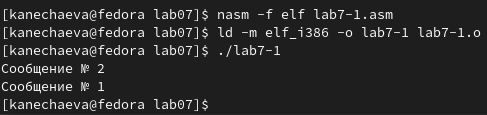 [kanechaeva@fedora lab07]$ nasm -f elf lab7-1.asm
[kanechaeva@fedora lab07]$ ld -m elf_i386 -o lab7-1 lab7-1.o
[kanechaeva@fedora lab07]$ ./lab7-1
Сообщение № 2
Сообщение № 1
[kanechaeva@fedora lab07]$